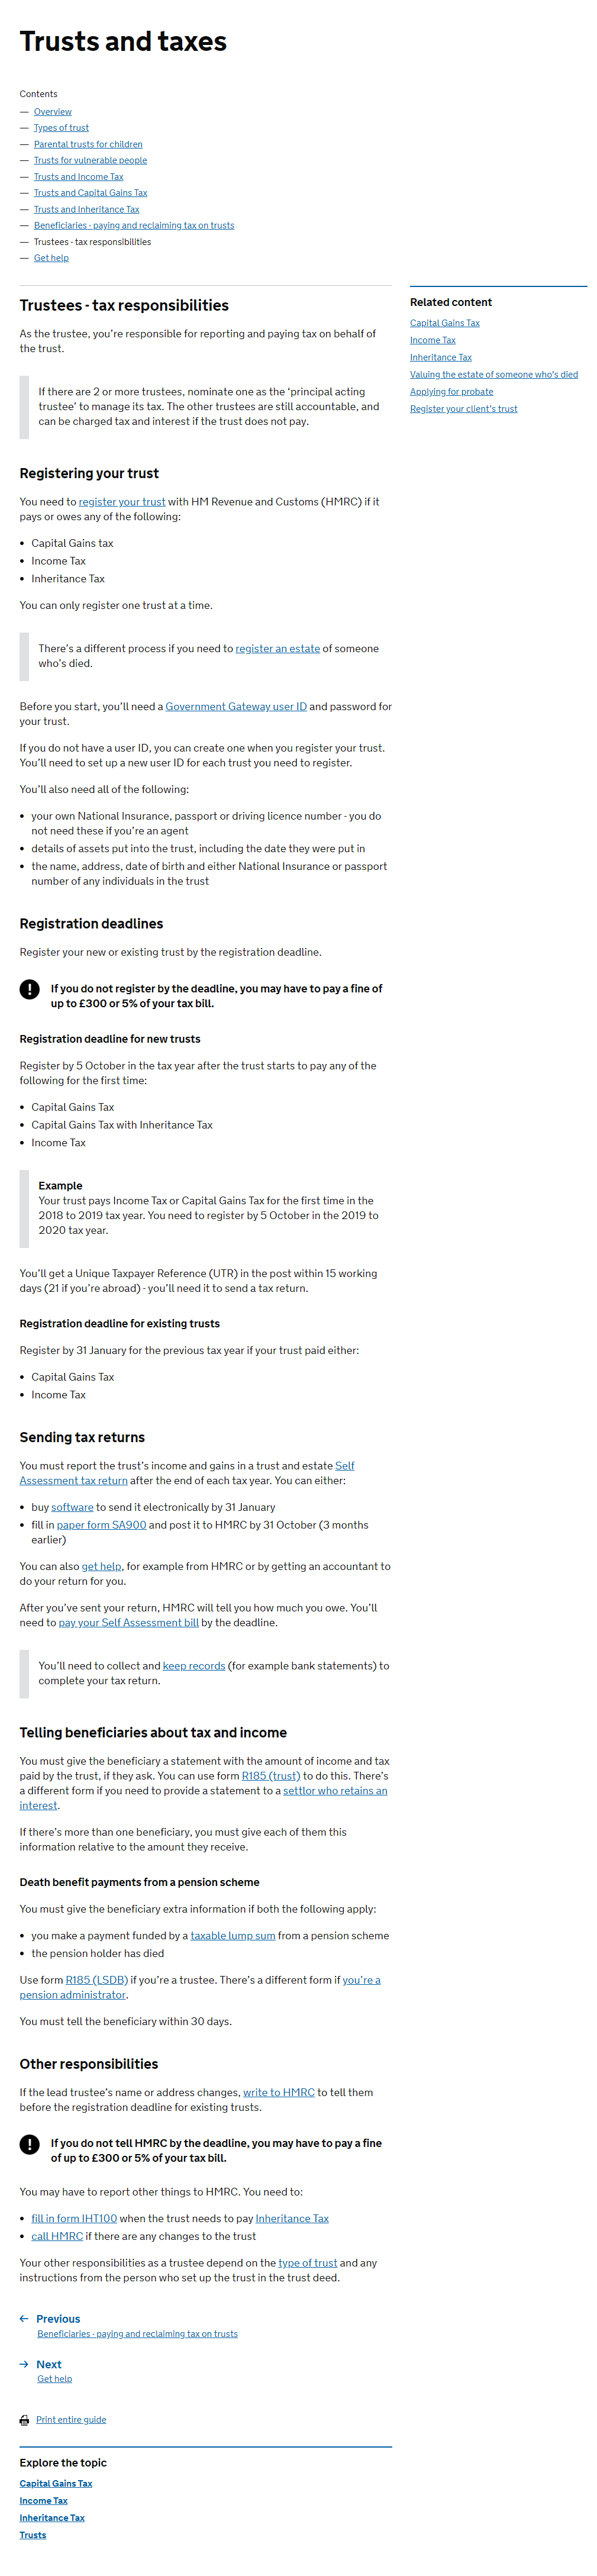 Trusts and taxes
Contents
— Overview
— Types of trust
— Parental trusts for children
— Trusts for vulnerable people
— Trusts and Income Tax
— Trusts and Capital Gains Tax
— Trusts and Inheritance Tax
— Beneficiaries - paying and reclaiming tax on trusts
— Trustees - tax responsibilities
— Get help
Trustees - tax responsibilities
As the trustee, you’re responsible for reporting and paying tax on behalf of
the trust.
If there are 2 or more trustees, nominate one as the ‘principal acting
trustee’ to manage its tax. The other trustees are still accountable, and
can be charged tax and interest if the trust does not pay.
Registering your trust
You need to register your trust with HM Revenue and Customs (HMRC) if it
pays or owes any of the following:
• Capital Gains tax
• Income Tax
• Inheritance Tax
You can only register one trust at a time.
There’s a different process if you need to register an estate of someone
who’s died.
Before you start, you’ll need a Government Gateway user ID and password for
your trust.
If you do not have a user ID, you can create one when you register your trust.
You’ll need to set up a new user ID for each trust you need to register.
You’ll also need all of the following:
• your own National Insurance, passport or driving licence number - you do
not need these if you’re an agent
• details of assets put into the trust, including the date they were put in
• the name, address, date of birth and either National Insurance or passport
number of any individuals in the trust
Registration deadlines
Register your new or existing trust by the registration deadline.
! If you do not register by the deadline, you may have to pay a fine of
up to £300 or 5% of your tax bill.
Registration deadline for new trusts
Register by 5 October in the tax year after the trust starts to pay any of the
following for the first time:
• Capital Gains Tax
• Capital Gains Tax with Inheritance Tax
• Income Tax
Example
Your trust pays Income Tax or Capital Gains Tax for the first time in the
2018 to 2019 tax year. You need to register by 5 October in the 2019 to
2020 tax year.
You’ll get a Unique Taxpayer Reference (UTR) in the post within 15 working
days (21 if you’re abroad) - you’ll need it to send a tax return.
Registration deadline for existing trusts
Register by 31 January for the previous tax year if your trust paid either:
• Capital Gains Tax
• Income Tax
Sending tax returns
You must report the trust’s income and gains in a trust and estate Self
Assessment tax return after the end of each tax year. You can either:
• buy software to send it electronically by 31 January
• fill in paper form SA900 and post it to HMRC by 31 October (3 months
earlier)
You can also get help, for example from HMRC or by getting an accountant to
do your return for you.
After you’ve sent your return, HMRC will tell you how much you owe. You’ll
need to pay your Self Assessment bill by the deadline.
You’ll need to collect and keep records (for example bank statements) to
complete your tax return.
Telling beneficiaries about tax and income
You must give the beneficiary a statement with the amount of income and tax
paid by the trust, if they ask. You can use form R185 (trust) to do this. There’s
a different form if you need to provide a statement to a settlor who retains an
interest.
If there’s more than one beneficiary, you must give each of them this
information relative to the amount they receive.
Death benefit payments from a pension scheme
You must give the beneficiary extra information if both the following apply:
• you make a payment funded by a taxable lump sum from a pension scheme
• the pension holder has died
Use form R185 (LSDB) if you’re a trustee. There’s a different form if you’re a
pension administrator.
You must tell the beneficiary within 30 days.
Other responsibilities
If the lead trustee’s name or address changes, write to HMRC to tell them
before the registration deadline for existing trusts.
! If you do not tell HMRC by the deadline, you may have to pay a fine
of up to £300 or 5% of your tax bill.
You may have to report other things to HMRC. You need to:
• fill in form IHT100 when the trust needs to pay Inheritance Tax
• call HMRC if there are any changes to the trust
Your other responsibilities as a trustee depend on the type of trust and any
instructions from the person who set up the trust in the trust deed.
← Previous
Beneficiaries - paying and reclaiming tax on trusts
→ Next
Get help
Print entire guide
Explore the topic
Capital Gains Tax
Income Tax
Inheritance Tax
Trusts
Related content
Capital Gains Tax
Income Tax
Inheritance Tax
Valuing the estate of someone who's died
Applying for probate
Register your client's trust